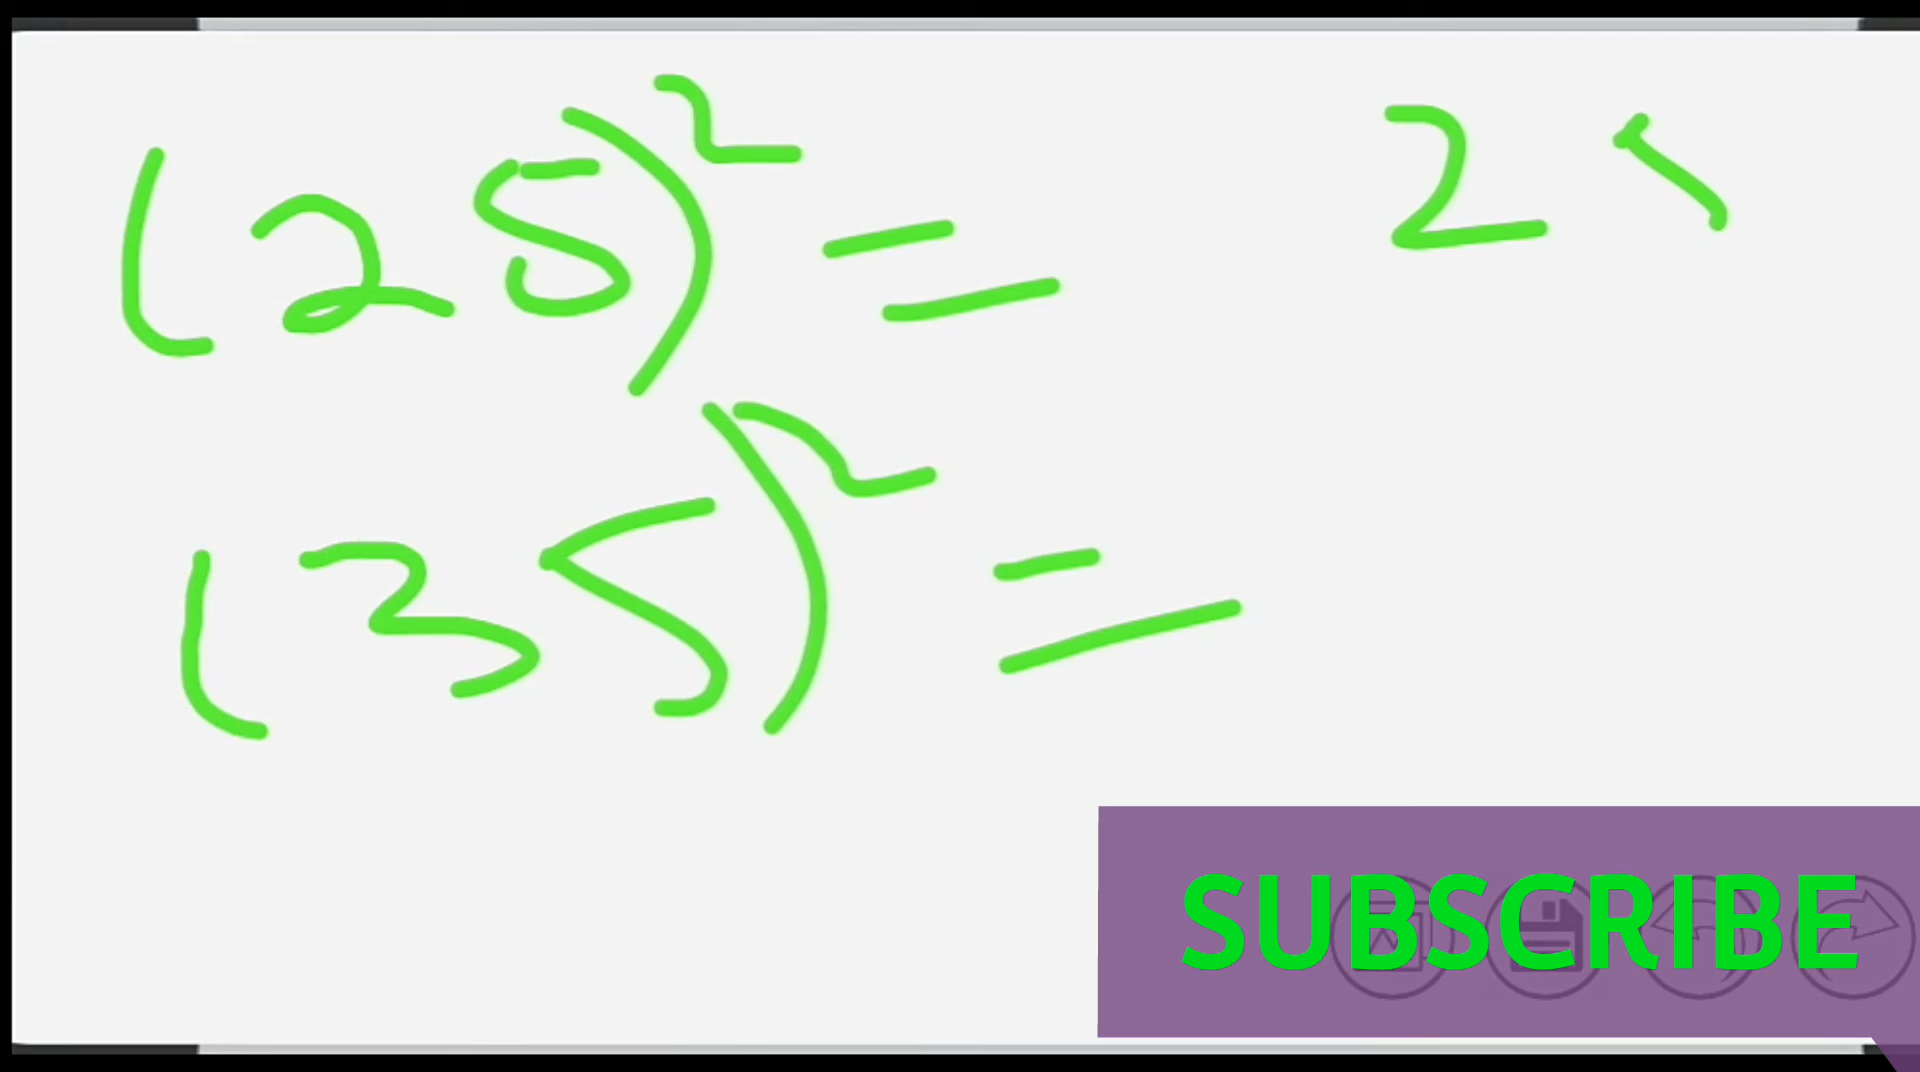 (25)² = 2
(35)² =
SUBSCRIBE